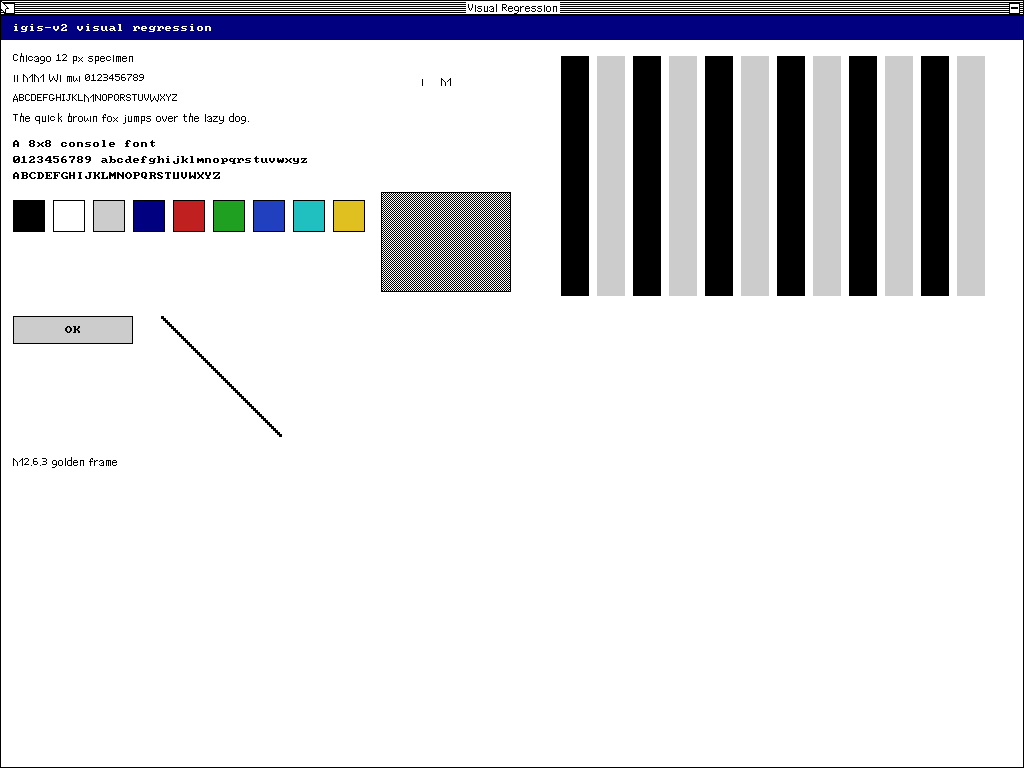 Visual Regression
igis-v2 visual regression
Chicago 12 px specimen
ii MM Wi mw 0123456789
I M
ABCDEFGHIJKLMNOPQRSTUVWXYZ
The quick brown fox jumps over the lazy dog.
A 8x8 console font
0123456789 abcdefghijklmnopqrstuvwxyz
ABCDEFGHIJKLMNOPQRSTUVWXYZ
OK
M2.6.3 golden frame